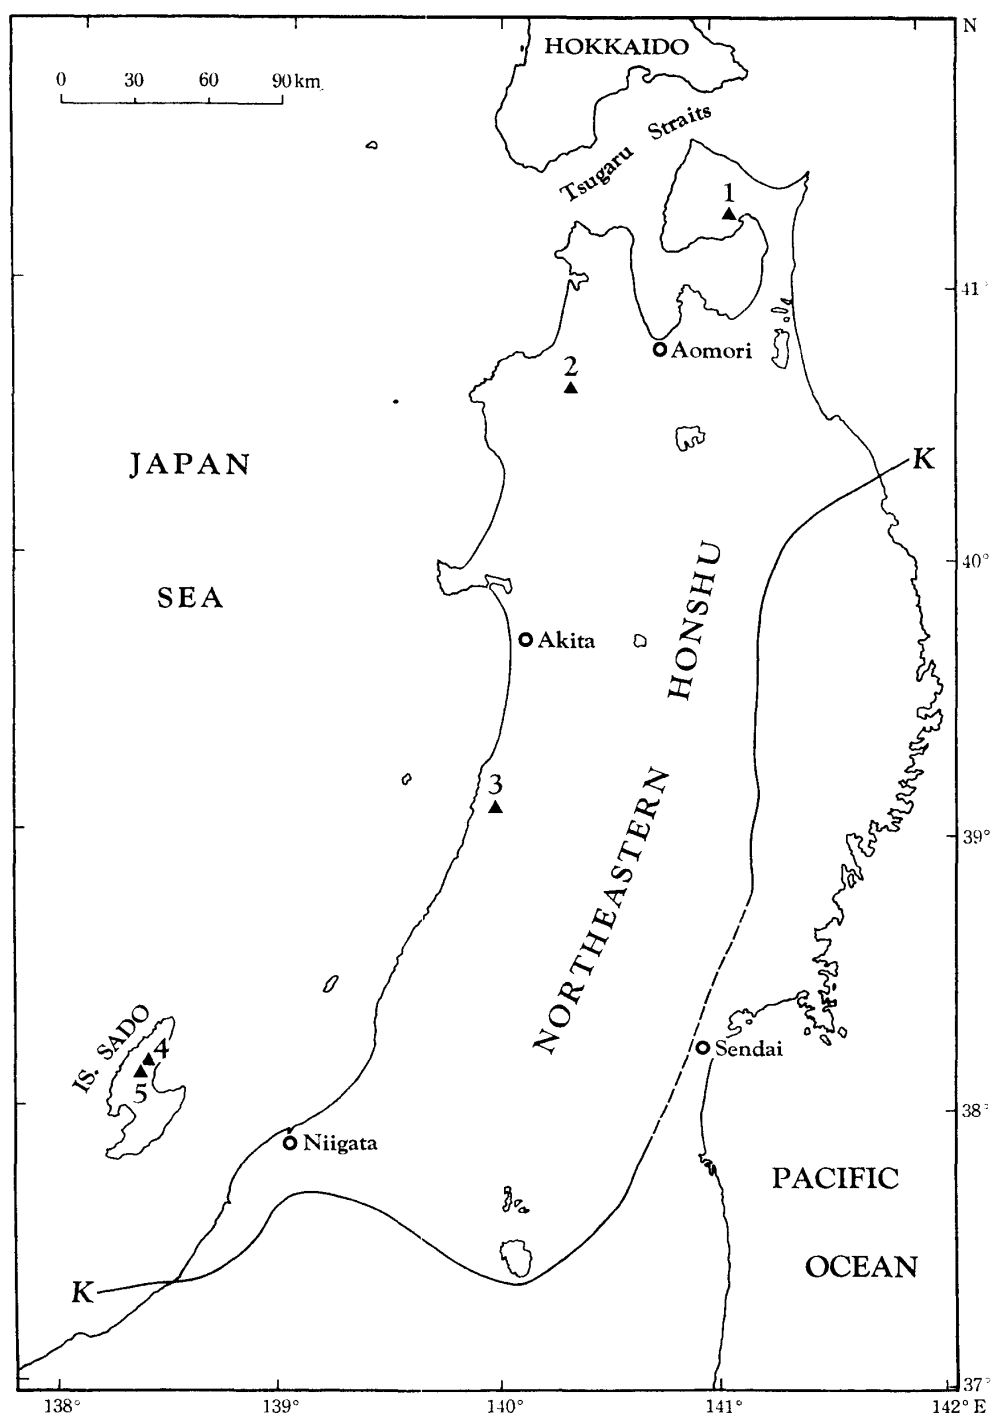 N
HOKKAIDO
0 30 60 90 km
Tsugaru Straits
1
41°
Aomori
2
K
JAPAN
SEA
40°
Akita
NORTHEASTERN HONSHU
3
39°
IS. SADO
4
5
Sendai
38°
Niigata
PACIFIC
OCEAN
K
37°
138° 139° 140° 141° 142° E